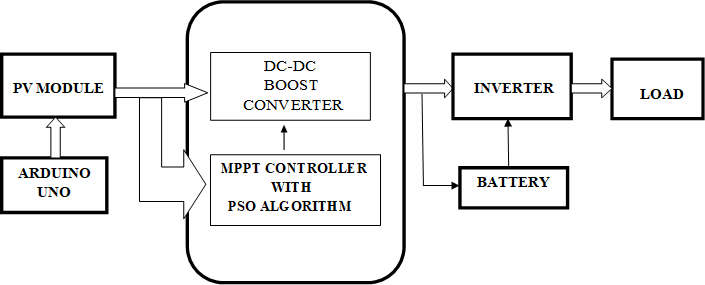 PV MODULE
ARDUINO
UNO
DC-DC
BOOST
CONVERTER
MPPT CONTROLLER
WITH
PSO ALGORITHM
INVERTER
LOAD
BATTERY